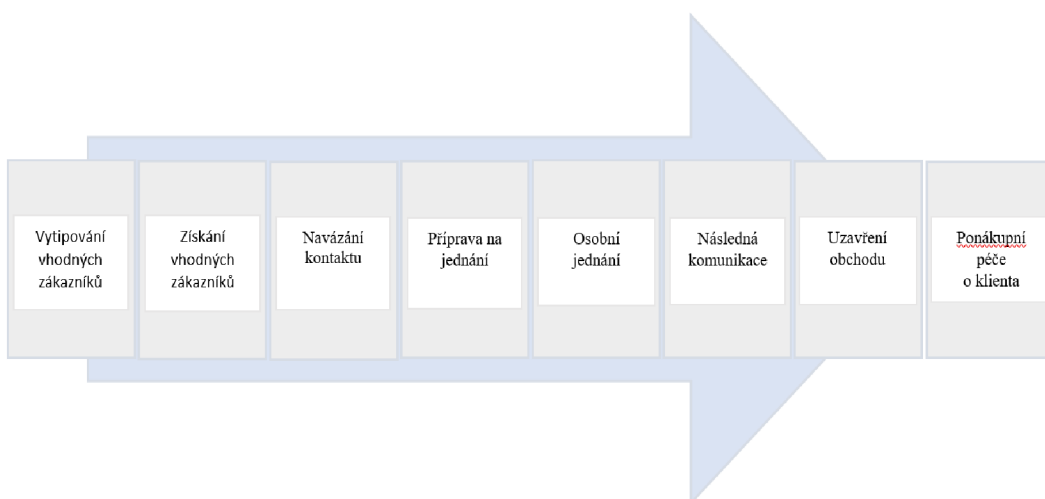 Vytipování
vhodných
zákazníků
Získání
vhodných
zákazníků
Navázání
kontaktu
Příprava na
jednání
Osobní
jednání
Následná
komunikace
Uzavření
obchodu
Ponákupní
péče
o klienta